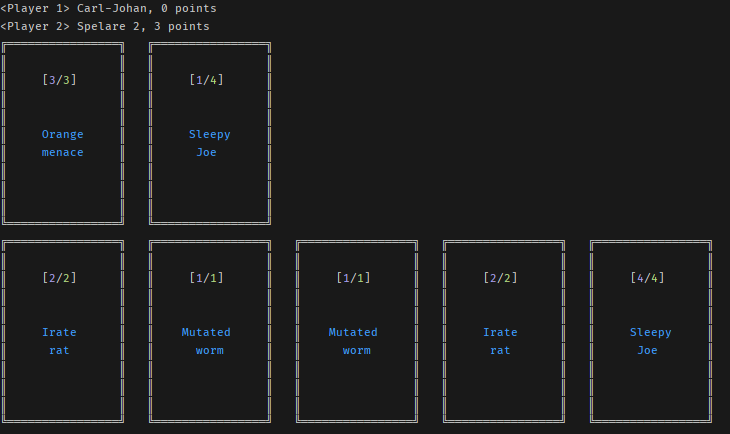 <Player 1> Carl-Johan, 0 points
<Player 2> Spelare 2, 3 points
[3/3] [1/4]
Orange Sleepy
menace Joe
[2/2] [1/1] [1/1] [2/2] [4/4]
Irate Mutated Mutated Irate Sleepy
rat worm worm rat Joe